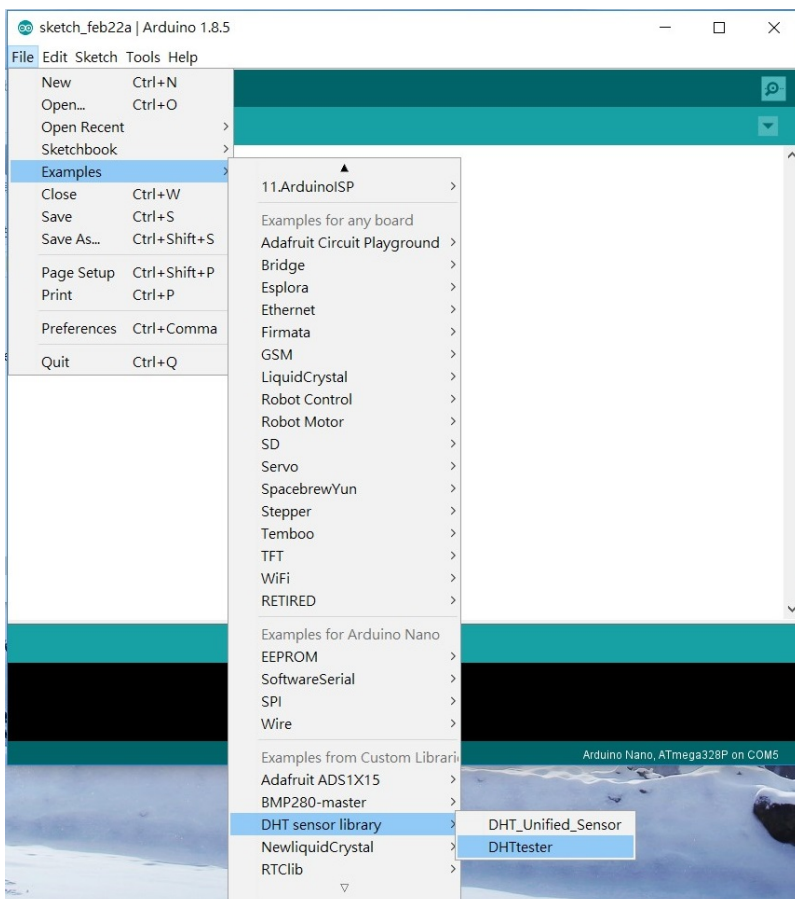 sketch_feb22a | Arduino 1.8.5
File Edit Sketch Tools Help
New Ctrl+N
Open... Ctrl+O
Open Recent
Sketchbook
Examples
Close Ctrl+W
Save Ctrl+S
Save As... Ctrl+Shift+S
Page Setup Ctrl+Shift+P
Print Ctrl+P
Preferences Ctrl+Comma
Quit Ctrl+Q
11.ArduinoISP
Examples for any board
Adafruit Circuit Playground
Bridge
Esplora
Ethernet
Firmata
GSM
LiquidCrystal
Robot Control
Robot Motor
SD
Servo
SpacebrewYun
Stepper
Temboo
TFT
WiFi
RETIRED
Examples for Arduino Nano
EEPROM
SoftwareSerial
SPI
Wire
Examples from Custom Librari
Adafruit ADS1X15
BMP280-master
DHT sensor library
NewliquidCrystal
RTClib
DHT_Unified_Sensor
DHTtester
Arduino Nano, ATmega328P on COM5